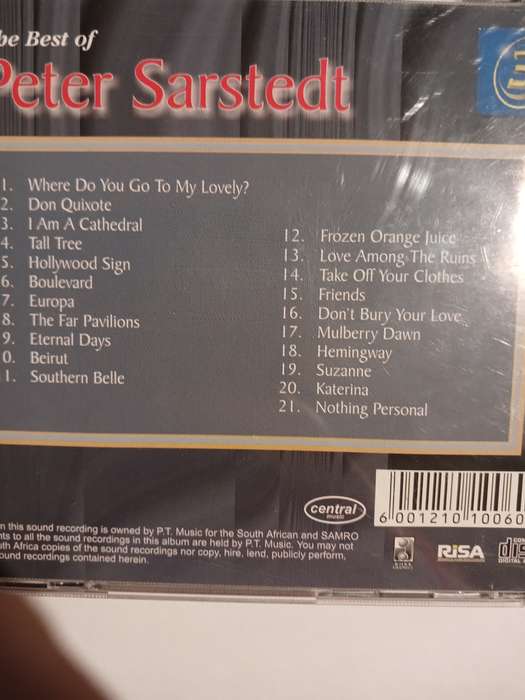 he Best of
Peter Sarstedt
1. Where Do You Go To My Lovely?
2. Don Quixote
3. I Am A Cathedral
4. Tall Tree
5. Hollywood Sign
6. Boulevard
7. Europa
8. The Far Pavilions
9. Eternal Days
0. Beirut
1. Southern Belle
12. Frozen Orange Juice
13. Love Among The Ruins
14. Take Off Your Clothes
15. Friends
16. Don't Bury Your Love
17. Mulberry Dawn
18. Hemingway
19. Suzanne
20. Katerina
21. Nothing Personal
central
music
6 001210 10060
n this sound recording is owned by P.T. Music for the South African and SAMRO
hts to all the sound recordings in this album are held by P.T. Music. You may not
uth Africa copies of the sound recordings nor copy, hire, lend, publicly perform,
ound recordings contained herein.
RiSA
COM
dis
DIGITAL